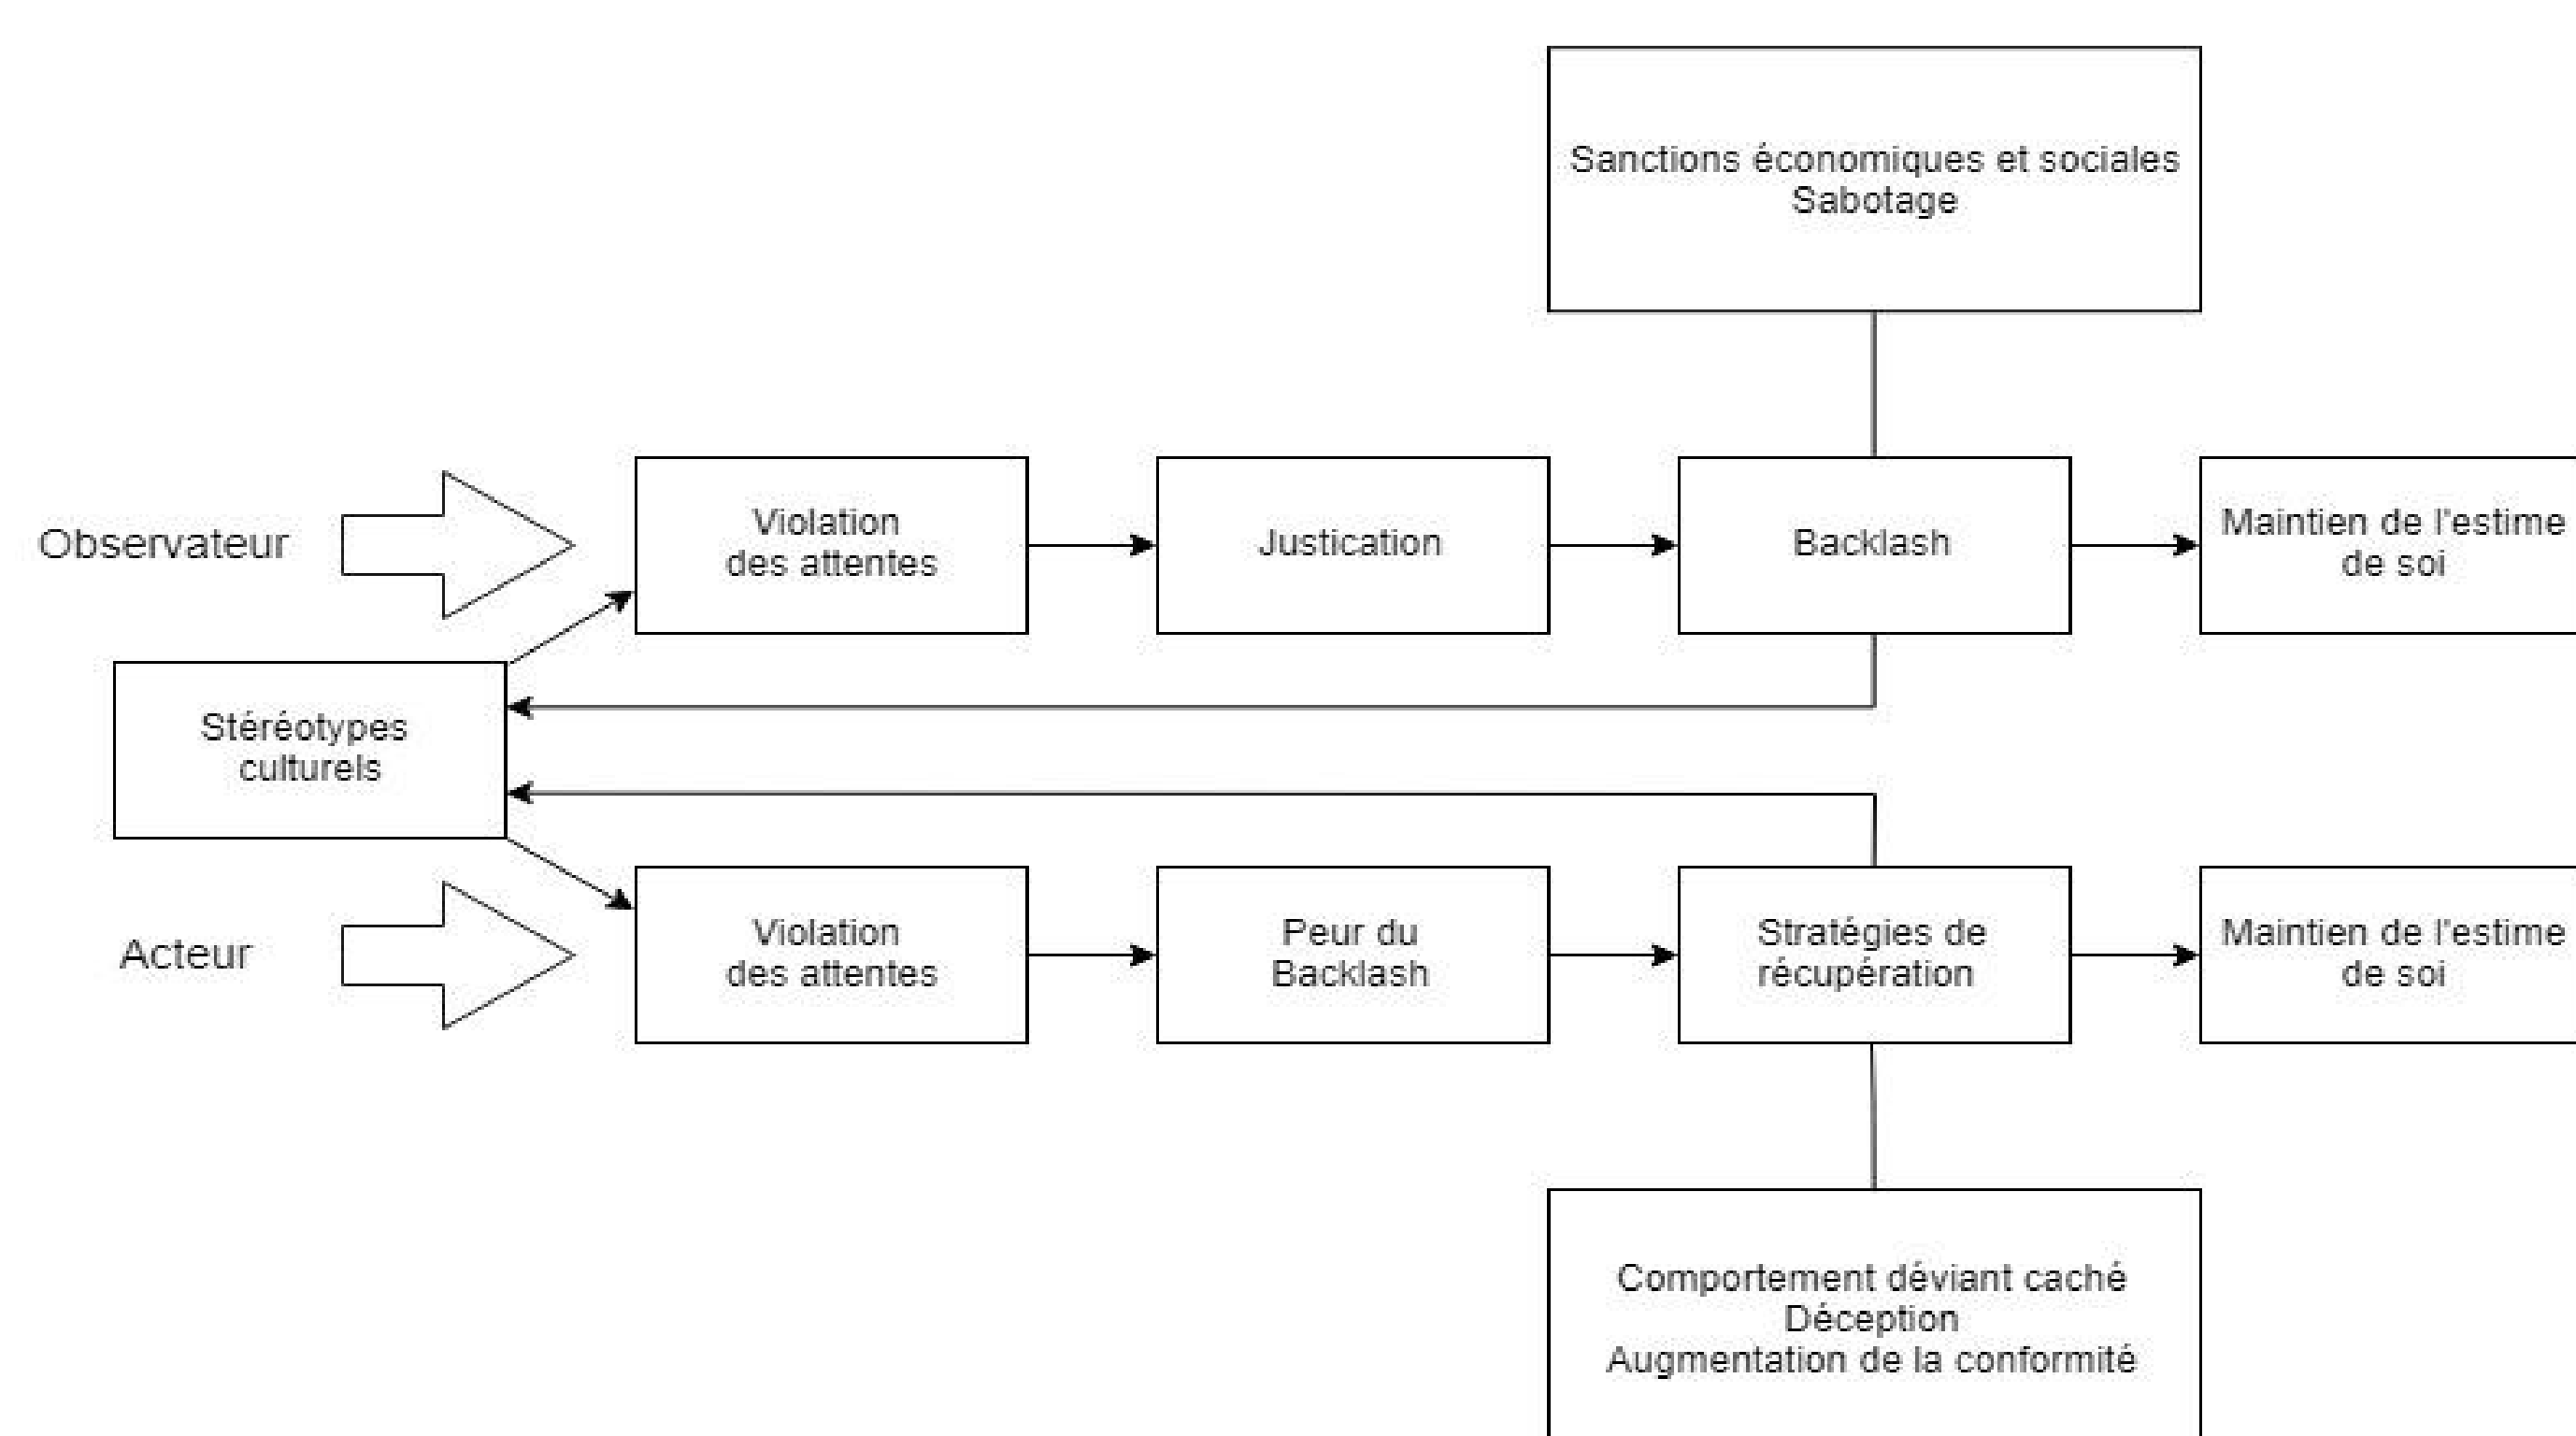 Sanctions économiques et sociales
Sabotage
Observateur
Violation
des attentes
Justication
Backlash
Maintien de l'estime
de soi
Stéréotypes
culturels
Acteur
Violation
des attentes
Peur du
Backlash
Stratégies de
récupération
Maintien de l'estime
de soi
Comportement déviant caché
Déception
Augmentation de la conformité